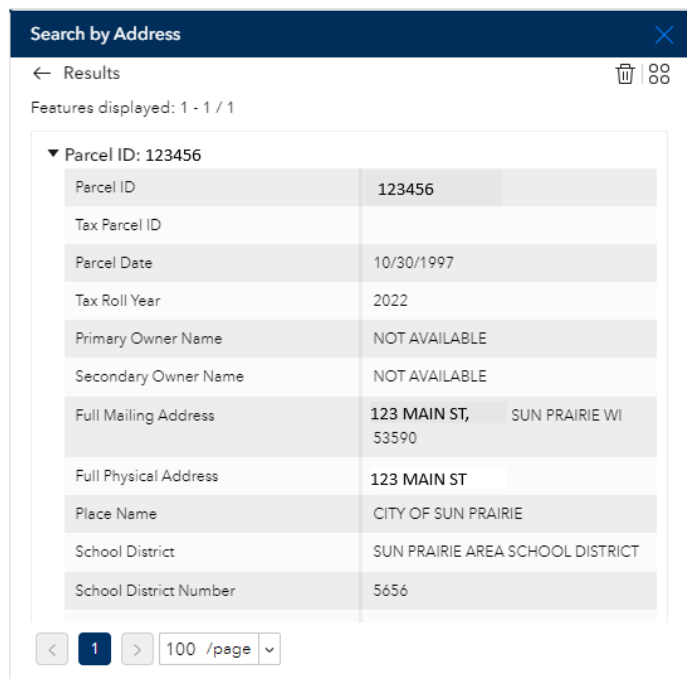 Search by Address
Results
Features displayed: 1 - 1 / 1
Parcel ID: 123456
Parcel ID 123456
Tax Parcel ID
Parcel Date 10/30/1997
Tax Roll Year 2022
Primary Owner Name NOT AVAILABLE
Secondary Owner Name NOT AVAILABLE
Full Mailing Address 123 MAIN ST, SUN PRAIRIE WI
53590
Full Physical Address 123 MAIN ST
Place Name CITY OF SUN PRAIRIE
School District SUN PRAIRIE AREA SCHOOL DISTRICT
School District Number 5656
1 100 /page